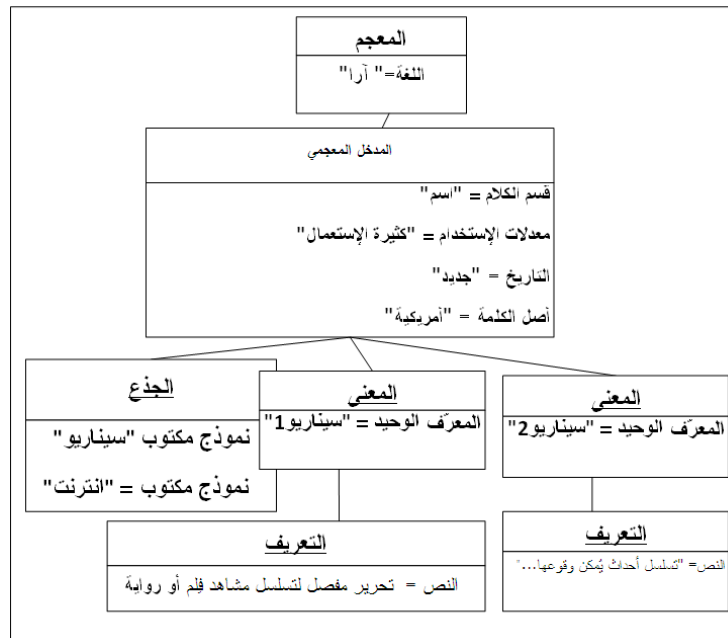 المعجم
اللغة=" آرا"
المدخل المعجمي
قسم الكلام = "اسم"
معدلات الإستخدام = "كثيرة الإستعمال"
التاريخ = "جديد"
أصل الكلمة = "أمريكية"
الجذع
نموذج مكتوب "سيناريو"
نموذج مكتوب = "انترنت"
المعنى
المعرّف الوحيد = "سيناريو1"
المعنى
المعرّف الوحيد = "سيناريو2"
التعريف
النص = تحرير مفصل لتسلسل مشاهد فِلم أو رواية
التعريف
النص= "تسلسل أحداث يُمكن وقوعها..."